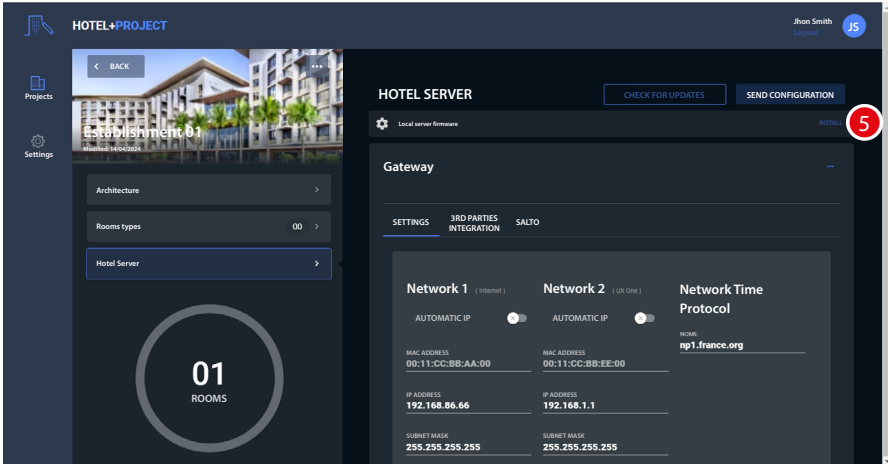 HOTEL+PROJECT
Jhon Smith
Logout
JS
Projects
Settings
BACK
Establishment 01
Modified: 14/04/2024
Architecture
Rooms types 00
Hotel Server
01
ROOMS
HOTEL SERVER
CHECK FOR UPDATES
SEND CONFIGURATION
Local server firmware
INSTALL
5
Gateway
SETTINGS
3RD PARTIES
INTEGRATION
SALTO
Network 1 ( Internet )
AUTOMATIC IP
MAC ADDRESS
00:11:CC:BB:AA:00
IP ADDRESS
192.168.86.66
SUBNET MASK
255.255.255.255
Network 2 ( UX One )
AUTOMATIC IP
MAC ADDRESS
00:11:CC:BB:EE:00
IP ADDRESS
192.168.1.1
SUBNET MASK
255.255.255.255
Network Time
Protocol
NOME
np1.france.org